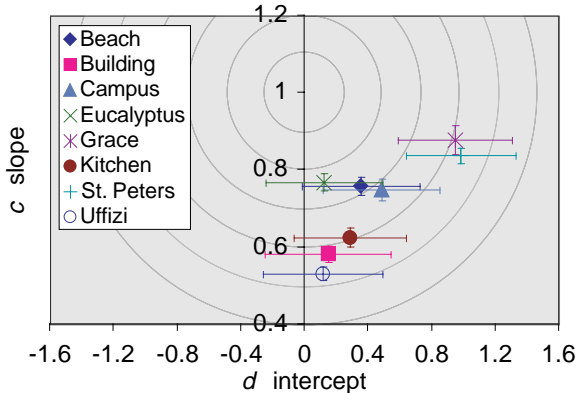 1.2
1
0.8
0.6
0.4
c slope
Beach
Building
Campus
Eucalyptus
Grace
Kitchen
St. Peters
Uffizi
-1.6 -1.2 -0.8 -0.4 0 0.4 0.8 1.2 1.6
d intercept